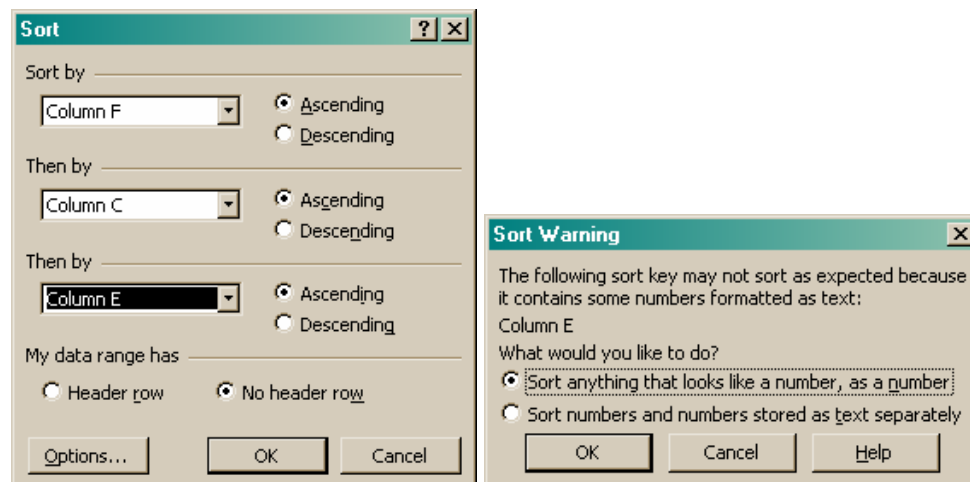 Sort
Sort by
Column F
Ascending
Descending
Then by
Column C
Ascending
Descending
Then by
Column E
Ascending
Descending
My data range has
Header row
No header row
Options...
OK
Cancel
Sort Warning
The following sort key may not sort as expected because
it contains some numbers formatted as text:
Column E
What would you like to do?
Sort anything that looks like a number, as a number
Sort numbers and numbers stored as text separately
OK
Cancel
Help